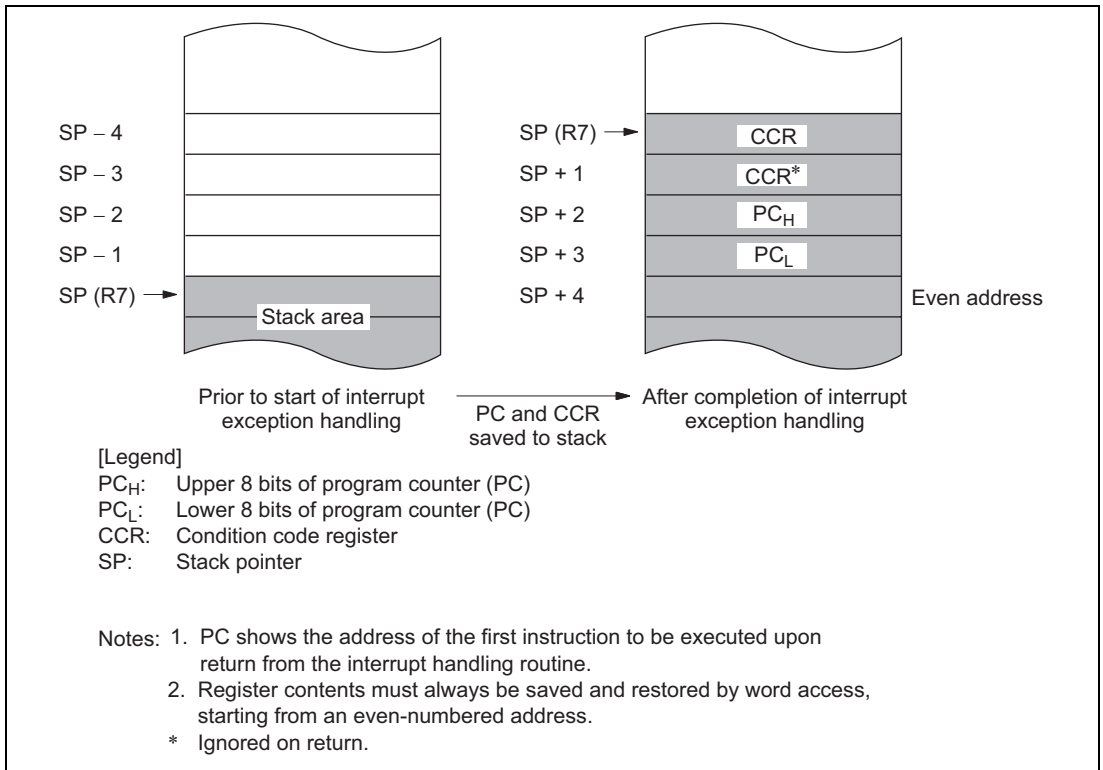 SP – 4
SP – 3
SP – 2
SP – 1
SP (R7)
Stack area
SP (R7)
SP + 1
SP + 2
SP + 3
SP + 4
CCR
CCR*
PCH
PCL
Even address
Prior to start of interrupt
exception handling
PC and CCR
saved to stack
After completion of interrupt
exception handling
[Legend]
PCH: Upper 8 bits of program counter (PC)
PCL: Lower 8 bits of program counter (PC)
CCR: Condition code register
SP: Stack pointer
Notes: 1. PC shows the address of the first instruction to be executed upon
return from the interrupt handling routine.
2. Register contents must always be saved and restored by word access,
starting from an even-numbered address.
* Ignored on return.